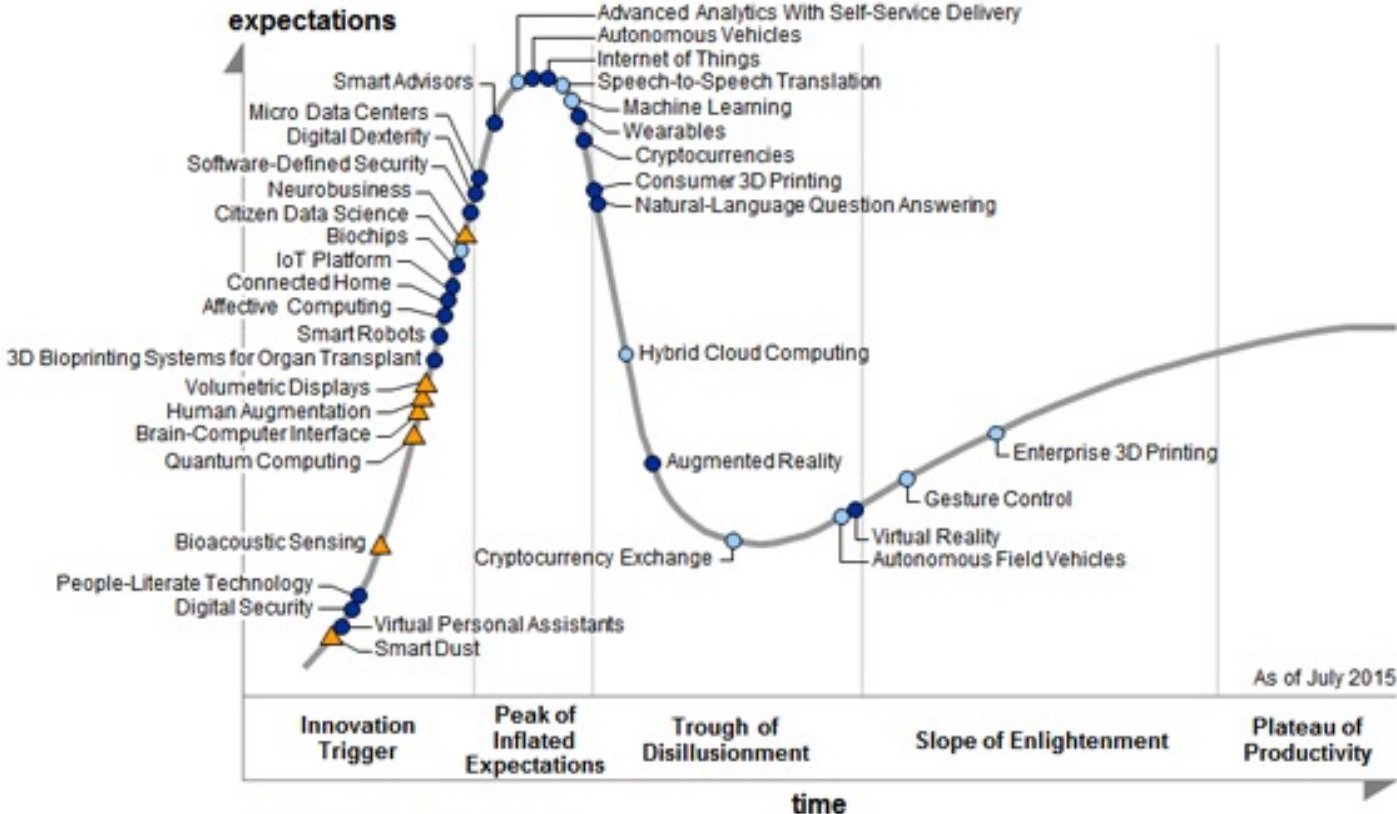 expectations
Advanced Analytics With Self-Service Delivery
Autonomous Vehicles
Internet of Things
Speech-to-Speech Translation
Machine Learning
Wearables
Cryptocurrencies
Consumer 3D Printing
Natural-Language Question Answering
Smart Advisors
Micro Data Centers
Digital Dexterity
Software-Defined Security
Neurobusiness
Citizen Data Science
Biochips
IoT Platform
Connected Home
Affective Computing
Smart Robots
3D Bioprinting Systems for Organ Transplant
Volumetric Displays
Human Augmentation
Brain-Computer Interface
Quantum Computing
Bioacoustic Sensing
People-Literate Technology
Digital Security
Virtual Personal Assistants
Smart Dust
Hybrid Cloud Computing
Augmented Reality
Cryptocurrency Exchange
Enterprise 3D Printing
Gesture Control
Virtual Reality
Autonomous Field Vehicles
As of July 2015
Innovation
Trigger
Peak of
Inflated
Expectations
Trough of
Disillusionment
Slope of Enlightenment
Plateau of
Productivity
time